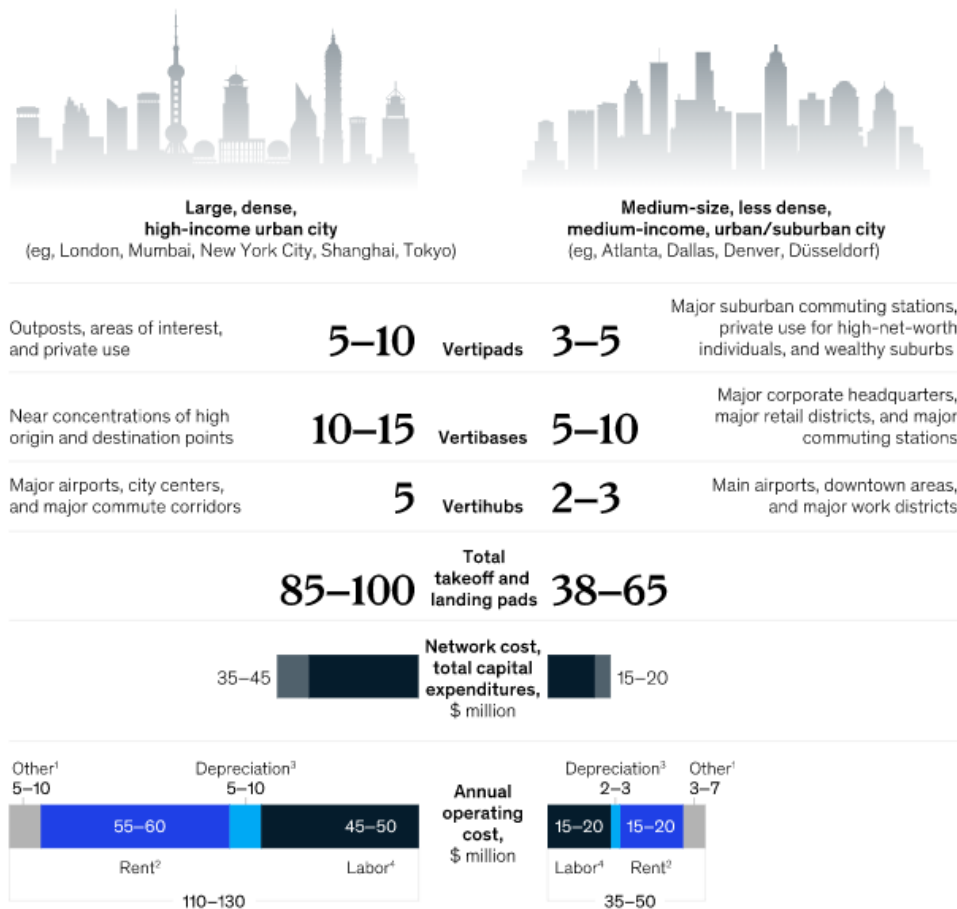 Large, dense,
high-income urban city
(eg, London, Mumbai, New York City, Shanghai, Tokyo)
Medium-size, less dense,
medium-income, urban/suburban city
(eg, Atlanta, Dallas, Denver, Düsseldorf)
Outposts, areas of interest,
and private use
5–10
Vertipads
3–5
Major suburban commuting stations,
private use for high-net-worth
individuals, and wealthy suburbs
Near concentrations of high
origin and destination points
10–15
Vertibases
5–10
Major corporate headquarters,
major retail districts, and major
commuting stations
Major airports, city centers,
and major commute corridors
5
Vertihubs
2–3
Main airports, downtown areas,
and major work districts
85–100
Total
takeoff and
landing pads
38–65
35–45
Network cost,
total capital
expenditures,
$ million
15–20
Other¹
5–10
Depreciation³
5–10
55–60
45–50
Rent²
Labor⁴
110–130
Annual
operating
cost,
$ million
Depreciation³
2–3
Other¹
3–7
15–20
15–20
Labor⁴
Rent²
35–50